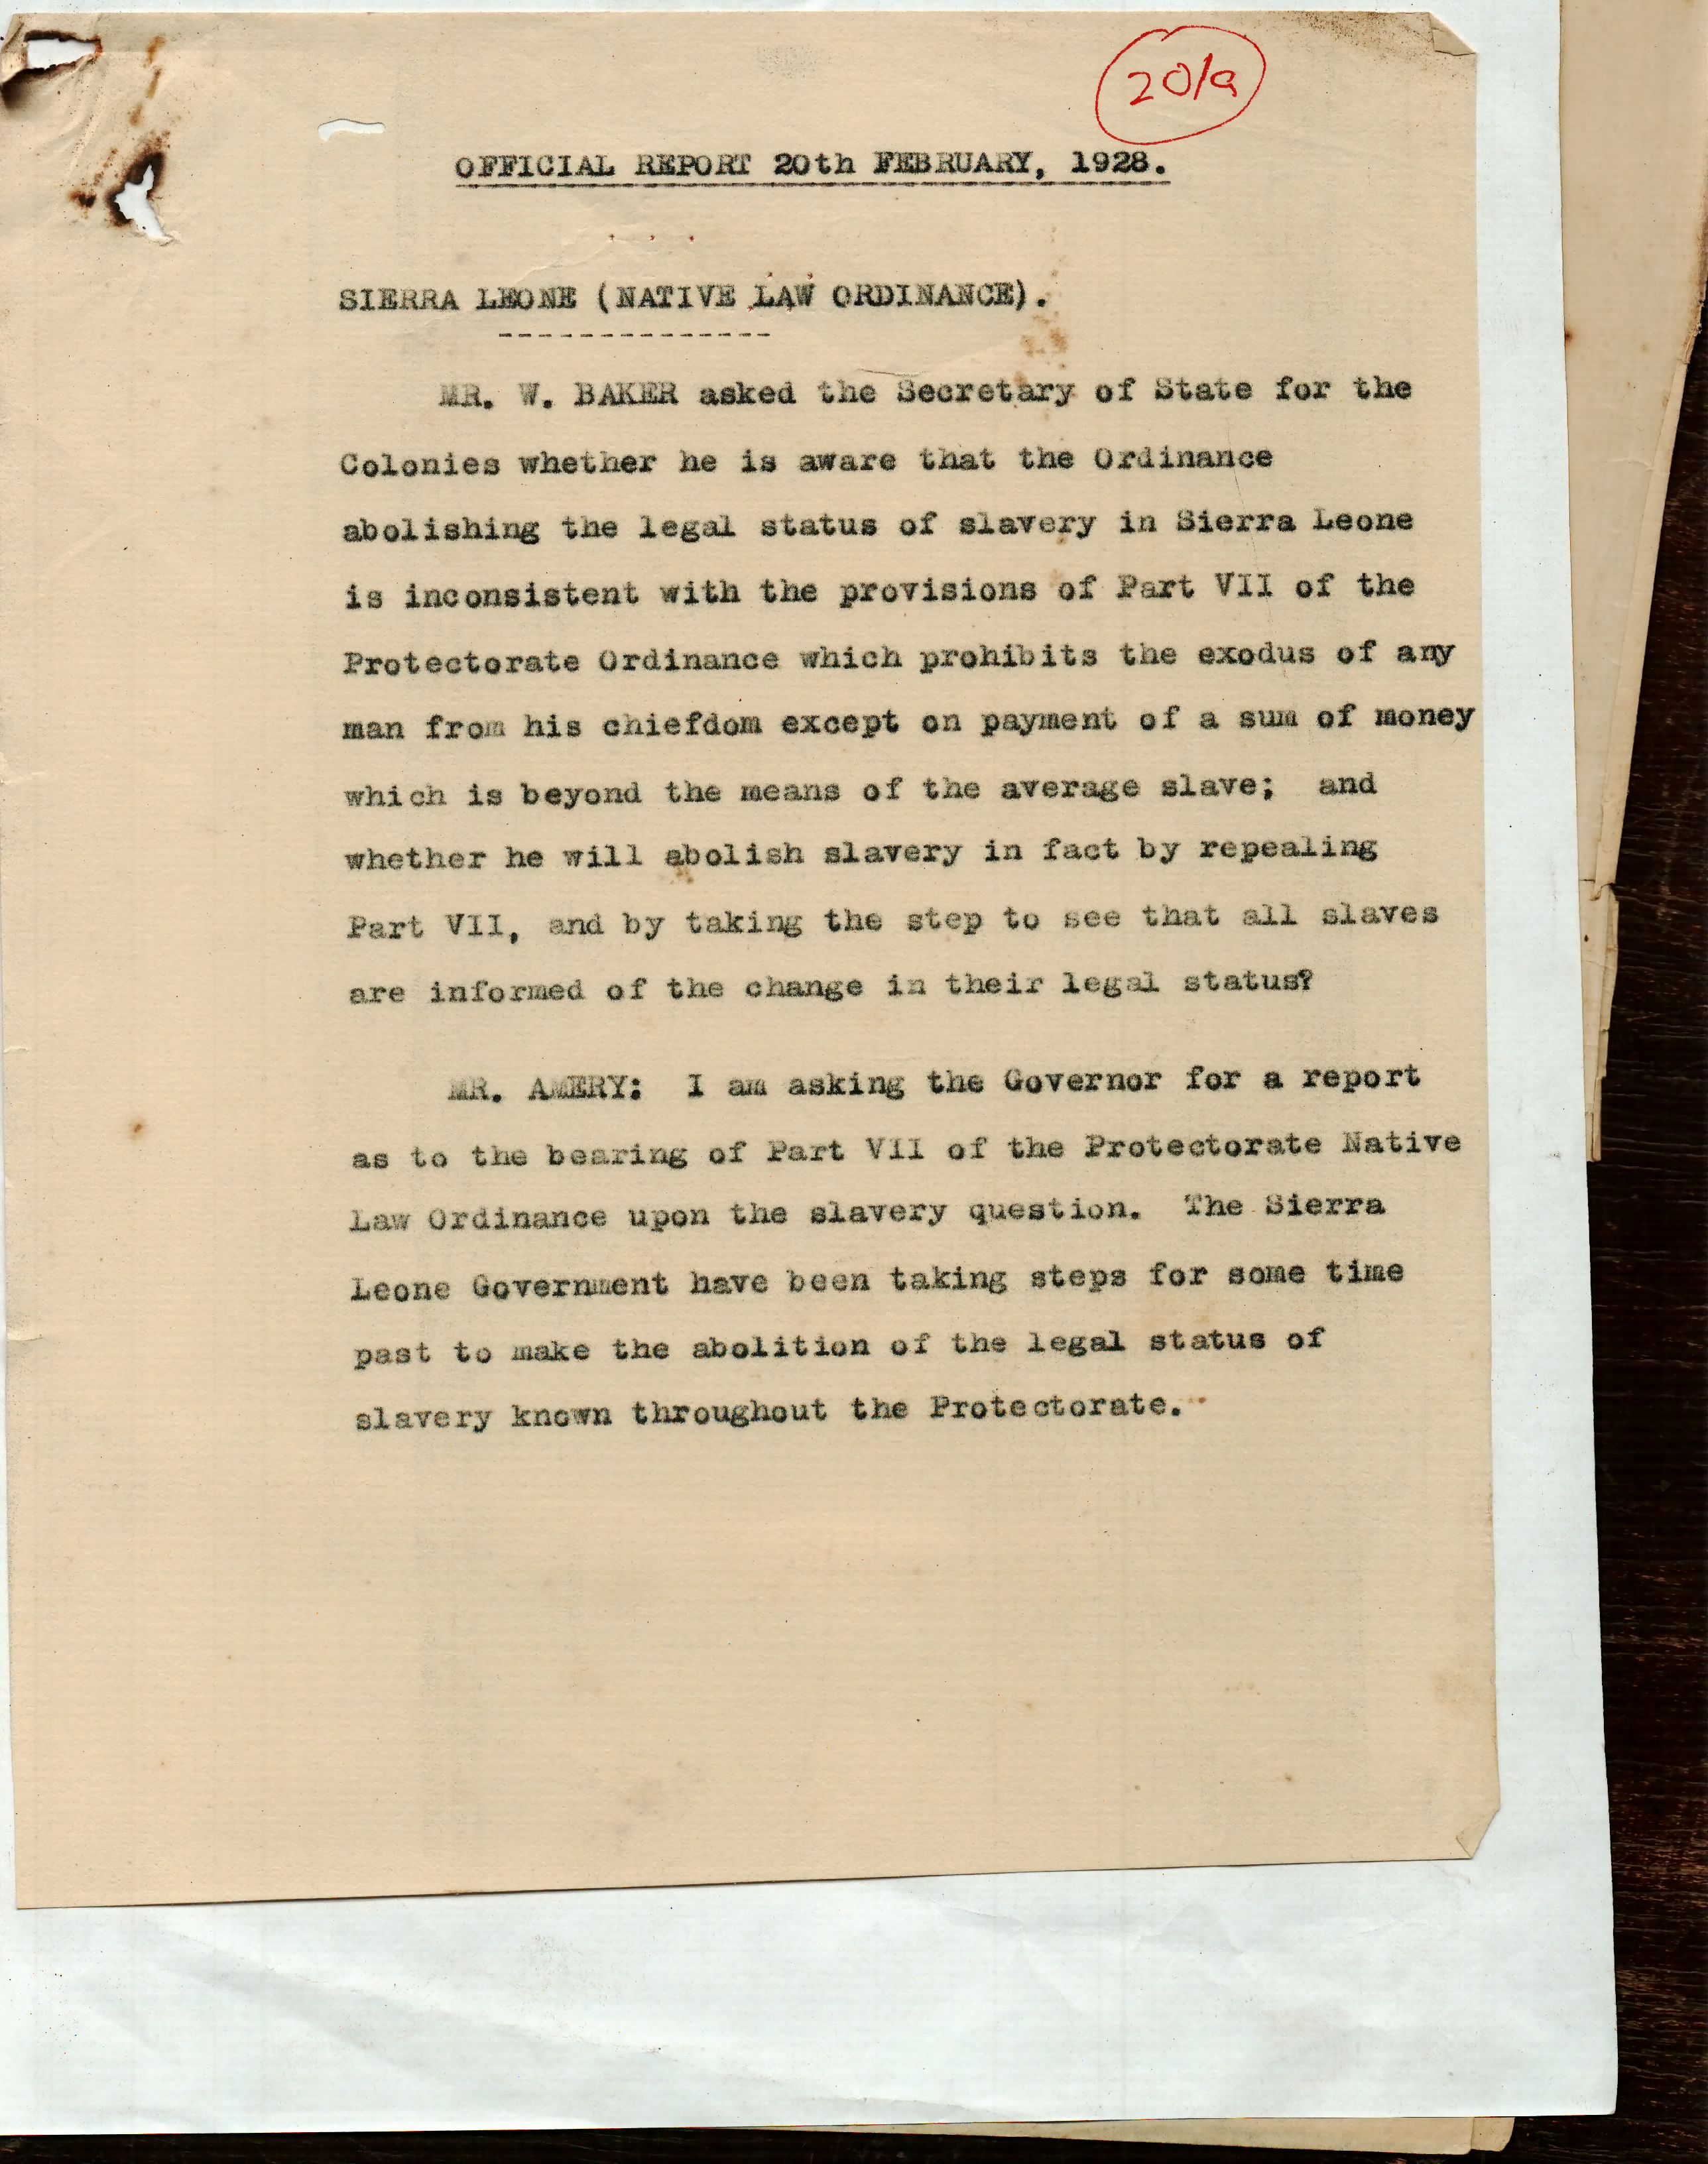 20/a
OFFICIAL REPORT 20th FEBRUARY, 1928.
SIERRA LEONE (NATIVE LAW ORDINANCE).
--------------
MR. W. BAKER asked the Secretary of State for the
Colonies whether he is aware that the Ordinance
abolishing the legal status of slavery in Sierra Leone
is inconsistent with the provisions of Part VII of the
Protectorate Ordinance which prohibits the exodus of any
man from his chiefdom except on payment of a sum of money
which is beyond the means of the average slave; and
whether he will abolish slavery in fact by repealing
Part VII, and by taking the step to see that all slaves
are informed of the change in their legal status?
MR. AMERY: I am asking the Governor for a report
as to the bearing of Part VII of the Protectorate Native
Law Ordinance upon the slavery question. The Sierra
Leone Government have been taking steps for some time
past to make the abolition of the legal status of
slavery known throughout the Protectorate.